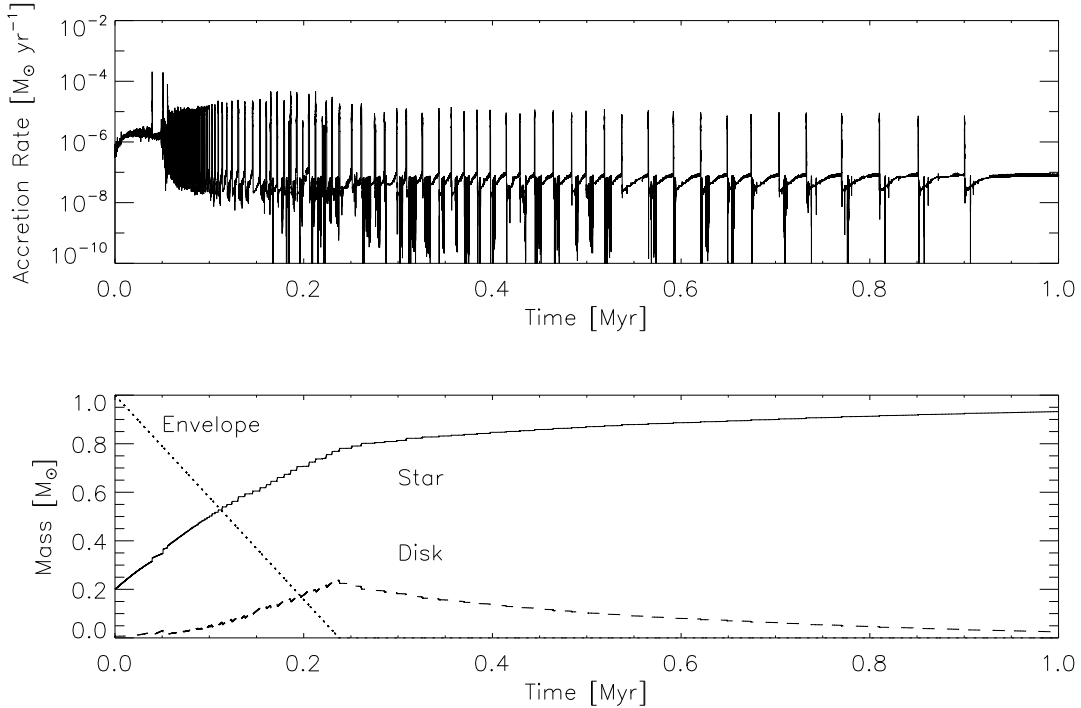 Accretion Rate [M⊙ yr⁻¹]
10⁻²
10⁻⁴
10⁻⁶
10⁻⁸
10⁻¹⁰
0.0 0.2 0.4 0.6 0.8 1.0
Time [Myr]
Mass [M⊙]
1.0
0.8
0.6
0.4
0.2
0.0
Envelope
Star
Disk
0.0 0.2 0.4 0.6 0.8 1.0
Time [Myr]